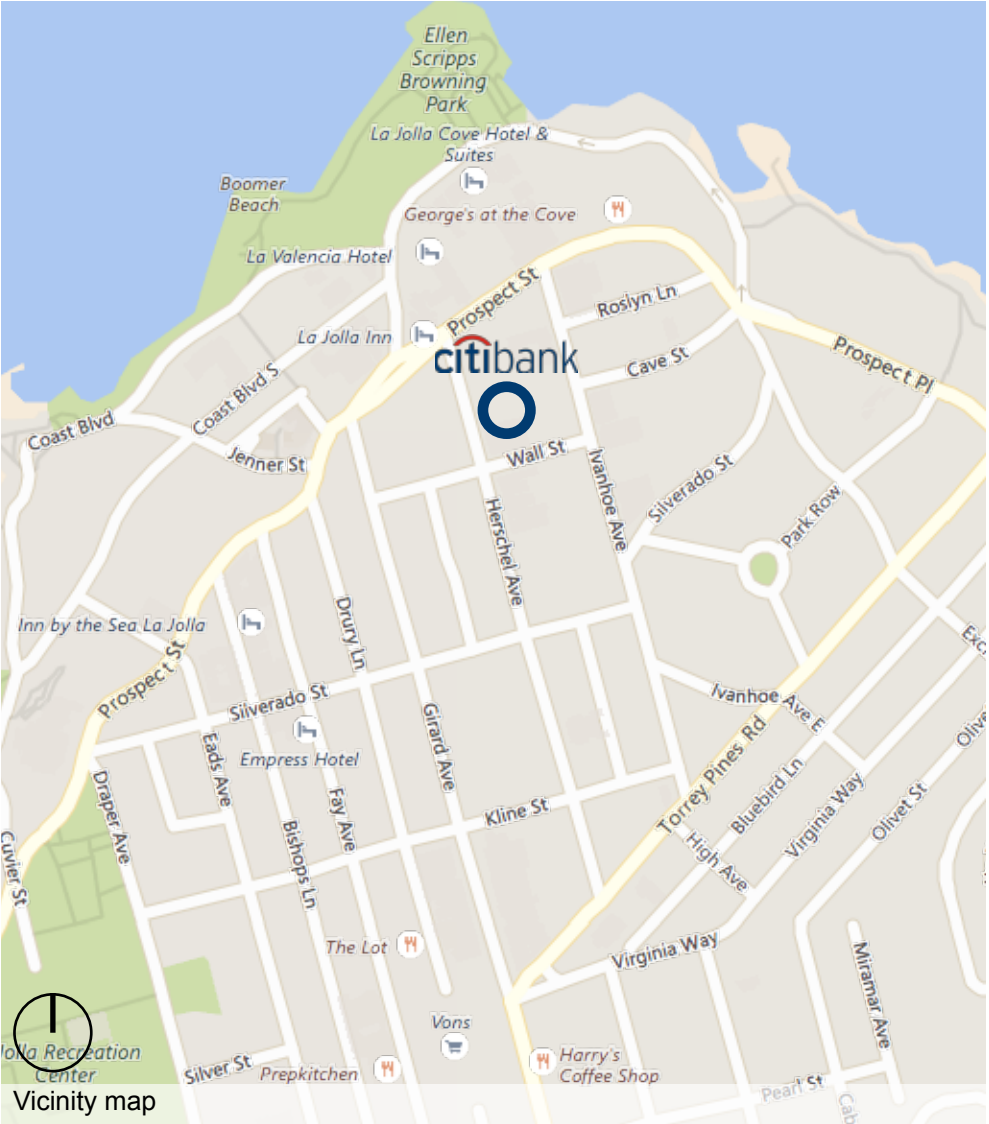 Ellen
Scripps
Browning
Park
La Jolla Cove Hotel &
Suites
Boomer
Beach
George's at the Cove
La Valencia Hotel
Prospect St
Roslyn Ln
La Jolla Inn
citibank
Cave St
Prospect Pl
Coast Blvd S
Coast Blvd
Jenner St
Wall St
Ivanhoe Ave
Silverado St
Park Row
Herschel Ave
Drury Ln
Inn by the Sea La Jolla
Prospect St
Silverado St
Ivanhoe Ave E
Girard Ave
Eads Ave
Empress Hotel
Torrey Pines Rd
Bluebird Ln
Virginia Way
Olivet St
Draper Ave
Fay Ave
Kline St
Bishops Ln
High Ave
Cuvier St
The Lot
Virginia Way
Miramar Ave
Vons
Jolla Recreation
Center
Silver St
Prepkitchen
Harry's
Coffee Shop
Pearl St
Vicinity map